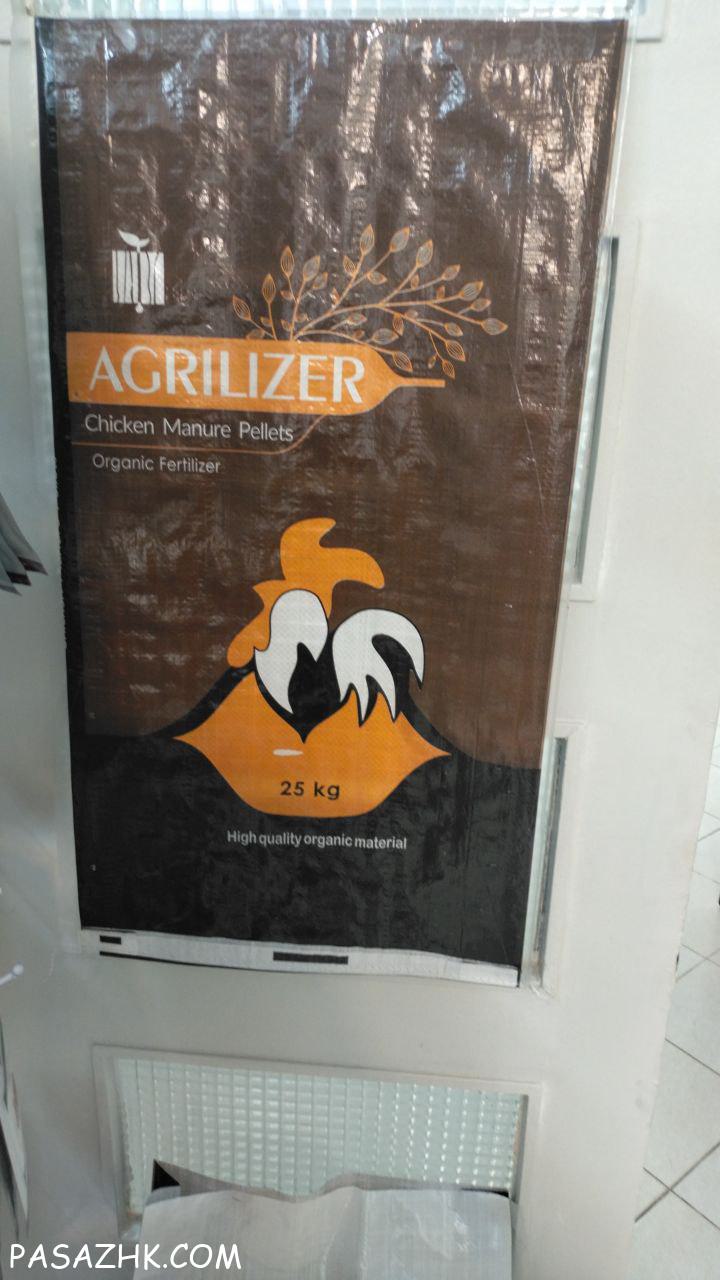 AGRILIZER
Chicken Manure Pellets
Organic Fertilizer
25 kg
High quality organic material
PASAZHK.COM